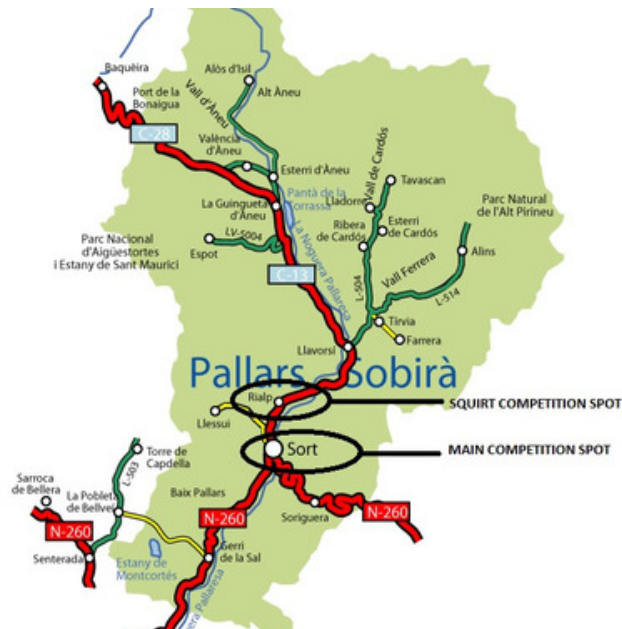 Baquèira
Port de la
Bonaigua
C-28
Alòs d'Isil
Alt Àneu
Vall d'Àneu
València
d'Àneu
Esterri d'Àneu
La Guingueta
d'Àneu
Pantà de la
Torrassa
La Noguera Pallaresa
LV-5004
Espot
Parc Nacional
d'Aigüestortes
i Estany de Sant Maurici
C-13
Vall de Cardós
Tavascan
Lladorre
Ribera
de Cardós
Esterri
de Cardós
Parc Natural
de l'Alt Pirineu
Alins
Vall Ferrera
L-504
L-514
Tírvia
Farrera
Llavorsí
Pallars Sobirà
Rialp
SQUIRT COMPETITION SPOT
Llessui
Sort
MAIN COMPETITION SPOT
Torre de
Capdella
L-503
Sarroca
de Bellera
La Pobleta
de Bellveí
Baix Pallars
N-260
N-260
N-260
Soriguera
Senterada
Estany de
Montcortés
Gerri
de la Sal
Pallaresa